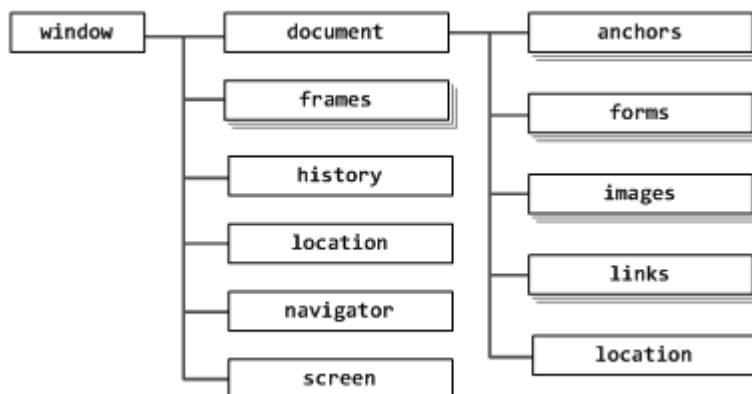 window
document
anchors
frames
forms
history
images
location
links
navigator
location
screen